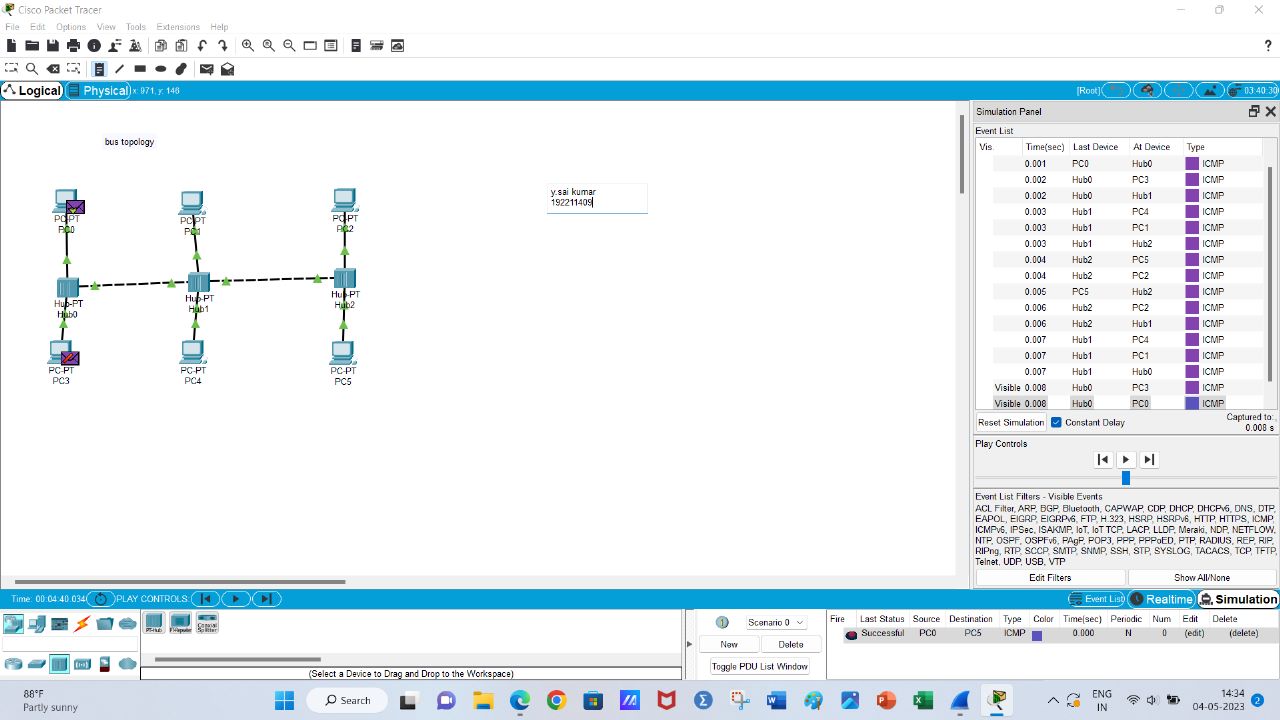 Cisco Packet Tracer
File Edit Options View Tools Extensions Help
?
Logical Physical x: 971, y: 146 [Root] 03:40:30
bus topology
y.sai kumar
192211409
PC-PT
PC0
PC-PT
PC1
PC-PT
PC2
Hub-PT
Hub0
Hub-PT
Hub1
Hub-PT
Hub2
PC-PT
PC3
PC-PT
PC4
PC-PT
PC5
Simulation Panel
Event List
Vis. Time(sec) Last Device At Device Type
0.001 PC0 Hub0 ICMP
0.002 Hub0 PC3 ICMP
0.002 Hub0 Hub1 ICMP
0.003 Hub1 PC4 ICMP
0.003 Hub1 PC1 ICMP
0.003 Hub1 Hub2 ICMP
0.004 Hub2 PC5 ICMP
0.004 Hub2 PC2 ICMP
0.005 PC5 Hub2 ICMP
0.006 Hub2 PC2 ICMP
0.006 Hub2 Hub1 ICMP
0.007 Hub1 PC4 ICMP
0.007 Hub1 PC1 ICMP
0.007 Hub1 Hub0 ICMP
Visible 0.008 Hub0 PC3 ICMP
Visible 0.008 Hub0 PC0 ICMP
Reset Simulation Constant Delay Captured to:
0.008 s
Play Controls
Event List Filters - Visible Events
ACL Filter, ARP, BGP, Bluetooth, CAPWAP, CDP, DHCP, DHCPv6, DNS, DTP,
EAPOL, EIGRP, EIGRPv6, FTP, H.323, HSRP, HSRPv6, HTTP, HTTPS, ICMP,
ICMPv6, IPSec, ISAKMP, IoT, IoT TCP, LACP, LLDP, Meraki, NDP, NETFLOW,
NTP, OSPF, OSPFv6, PAgP, POP3, PPP, PPPoED, PTP, RADIUS, REP, RIP,
RIPng, RTP, SCCP, SMTP, SNMP, SSH, STP, SYSLOG, TACACS, TCP, TFTP,
Telnet, UDP, USB, VTP
Edit Filters Show All/None
Time: 00:04:40.034 PLAY CONTROLS: Event List Realtime Simulation
PT-Hub PT-Repeater Coaxial
Splitter
(Select a Device to Drag and Drop to the Workspace)
Scenario 0
New Delete
Toggle PDU List Window
Fire Last Status Source Destination Type Color Time(sec) Periodic Num Edit Delete
Successful PC0 PC5 ICMP 0.000 N 0 (edit) (delete)
88°F
Partly sunny
Search
ENG
IN
14:34
04-05-2023
2